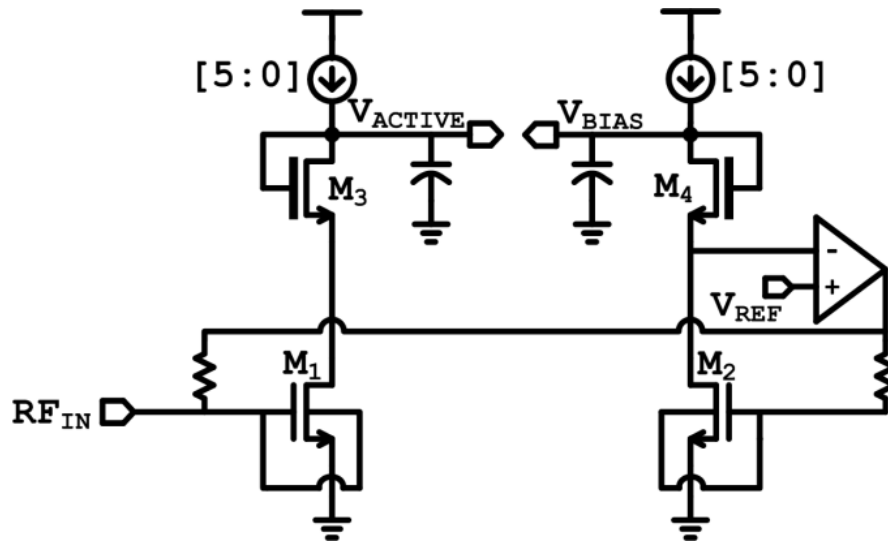 [5:0]
[5:0]
VACTIVE
VBIAS
M3
M4
-
+
VREF
M1
M2
RFIN